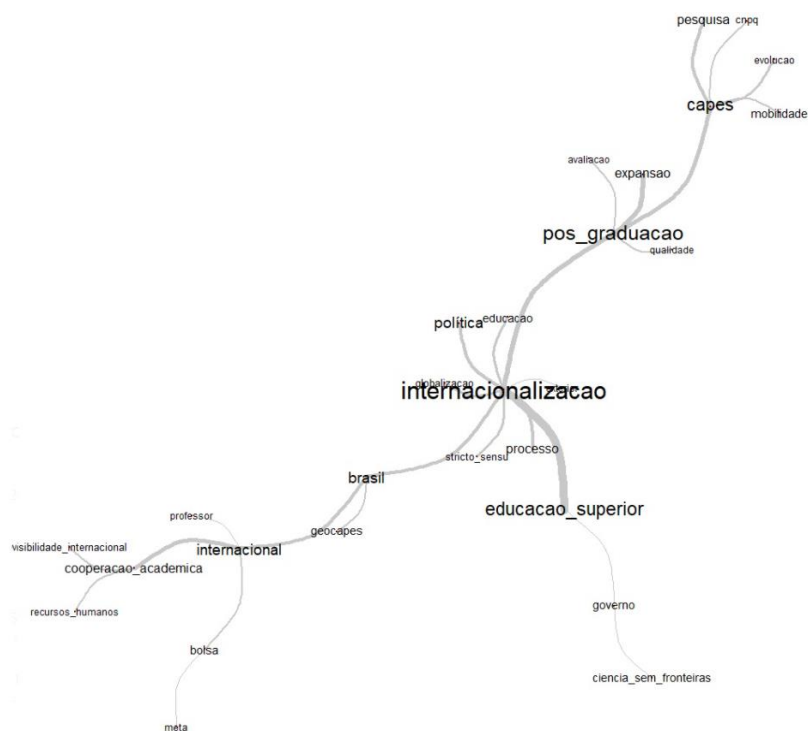 pesquisa cnpq
evolucao
capes
mobilidade
avaliacao
expansao
pos_graduacao
qualidade
política educacao
globalizacao
internacionalizacao
processo
stricto_sensu
brasil
educacao_superior
professor
geocapes
visibilidade_internacional
internacional
cooperacao_academica
recursos_humanos
governo
bolsa
ciencia_sem_fronteiras
meta